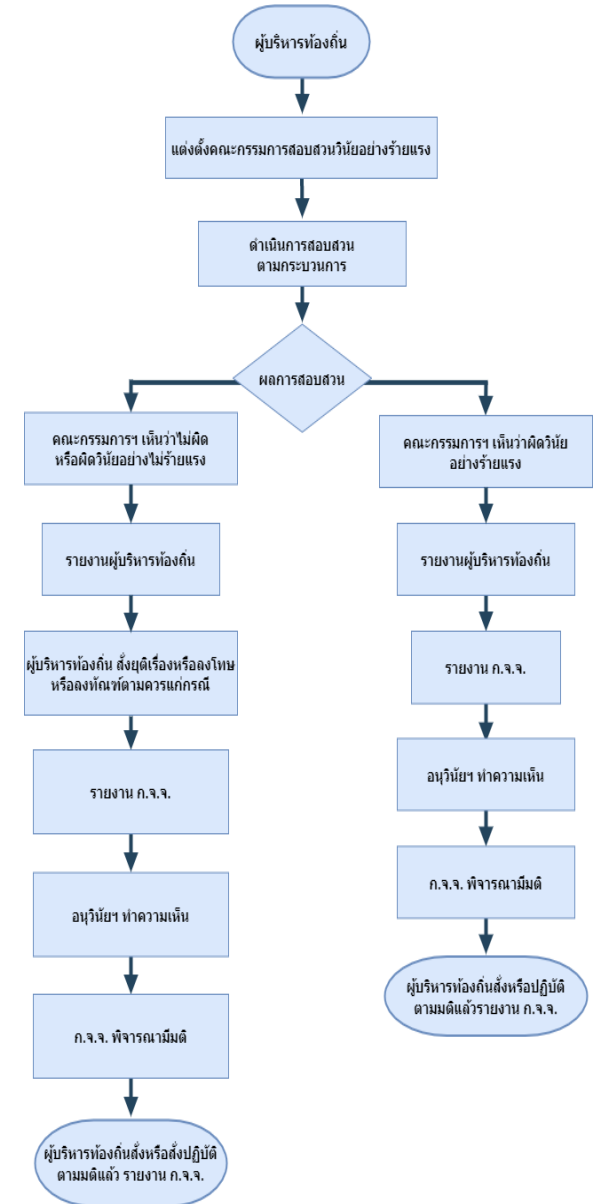 ผู้บริหารท้องถิ่น
แต่งตั้งคณะกรรมการสอบสวนวินัยอย่างร้ายแรง
ดำเนินการสอบสวน
ตามกระบวนการ
ผลการสอบสวน
คณะกรรมการฯ เห็นว่าไม่ผิด
หรือผิดวินัยอย่างไม่ร้ายแรง
รายงานผู้บริหารท้องถิ่น
ผู้บริหารท้องถิ่น สั่งยุติเรื่องหรือลงโทษ
หรือลงทัณฑ์ตามควรแก่กรณี
รายงาน ก.จ.จ.
อนุวินัยฯ ทำความเห็น
ก.จ.จ. พิจารณามีมติ
ผู้บริหารท้องถิ่นสั่งหรือสั่งปฏิบัติ
ตามมติแล้ว รายงาน ก.จ.จ.
คณะกรรมการฯ เห็นว่าผิดวินัย
อย่างร้ายแรง
รายงานผู้บริหารท้องถิ่น
รายงาน ก.จ.จ.
อนุวินัยฯ ทำความเห็น
ก.จ.จ. พิจารณามีมติ
ผู้บริหารท้องถิ่นสั่งหรือปฏิบัติ
ตามมติแล้วรายงาน ก.จ.จ.